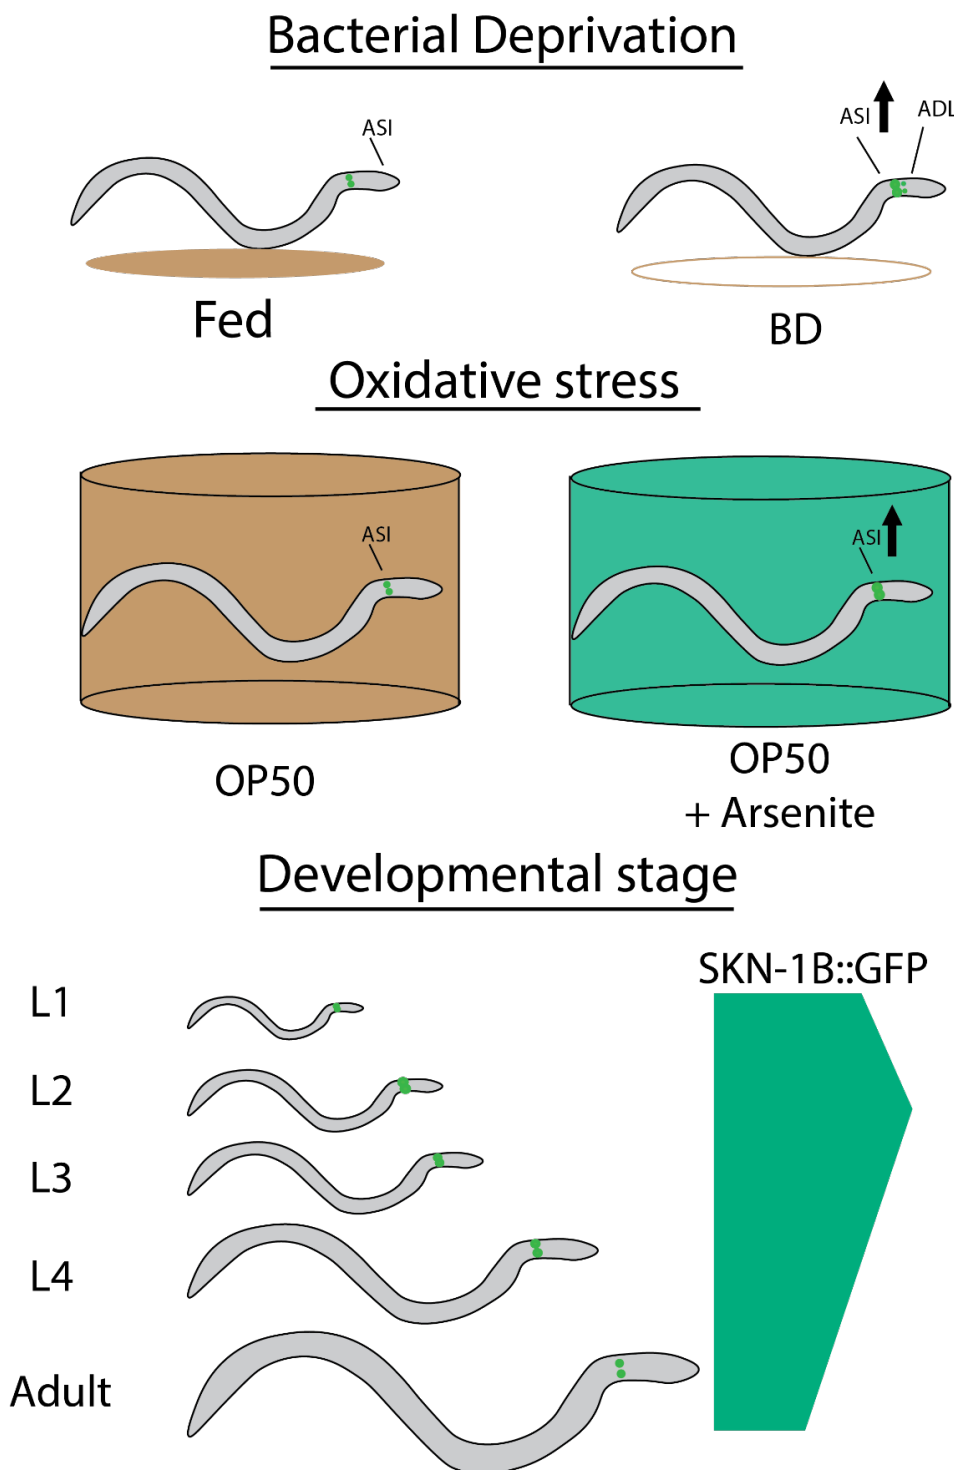 Bacterial Deprivation
ASI
ASI
ADL
Fed
BD
Oxidative stress
ASI
ASI
OP50
OP50
+ Arsenite
Developmental stage
SKN-1B::GFP
L1
L2
L3
L4
Adult